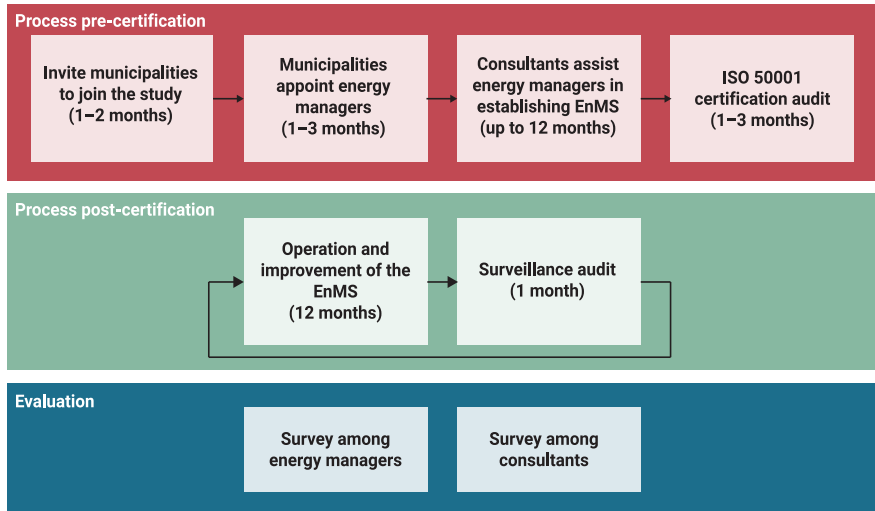 Process pre-certification
Invite municipalities
to join the study
(1–2 months)
Municipalities
appoint energy
managers
(1–3 months)
Consultants assist
energy managers in
establishing EnMS
(up to 12 months)
ISO 50001
certification audit
(1–3 months)
Process post-certification
Operation and
improvement of the
EnMS
(12 months)
Surveillance audit
(1 month)
Evaluation
Survey among
energy managers
Survey among
consultants